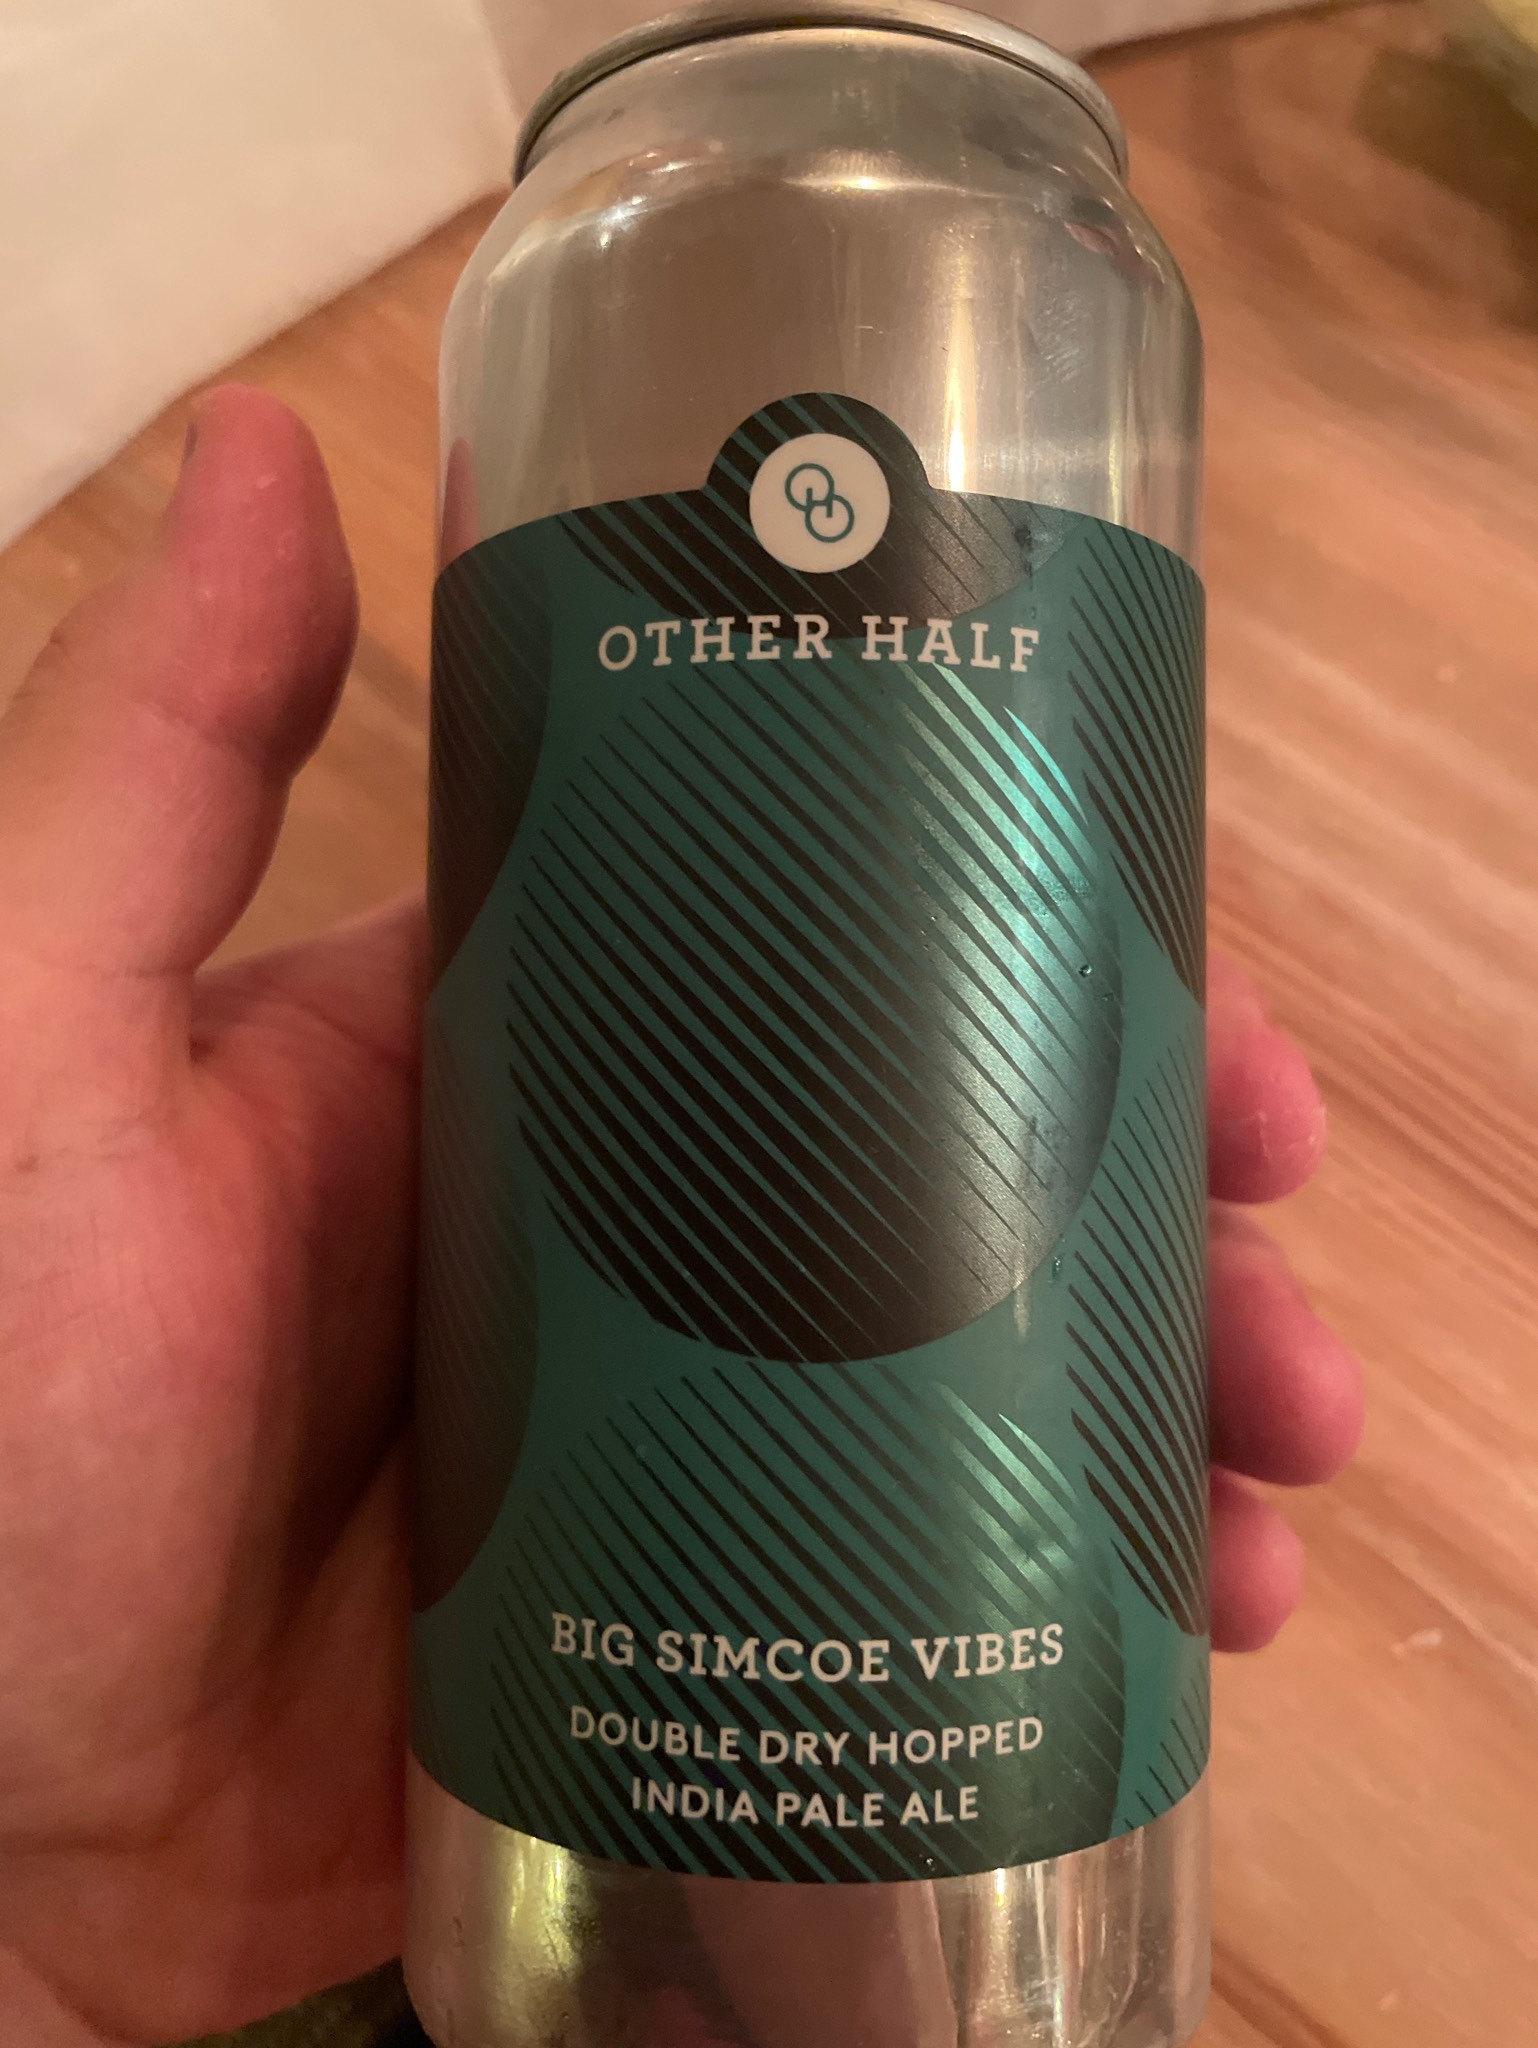 OTHER HALF
BIG SIMCOE VIBES
DOUBLE DRY HOPPED
INDIA PALE ALE